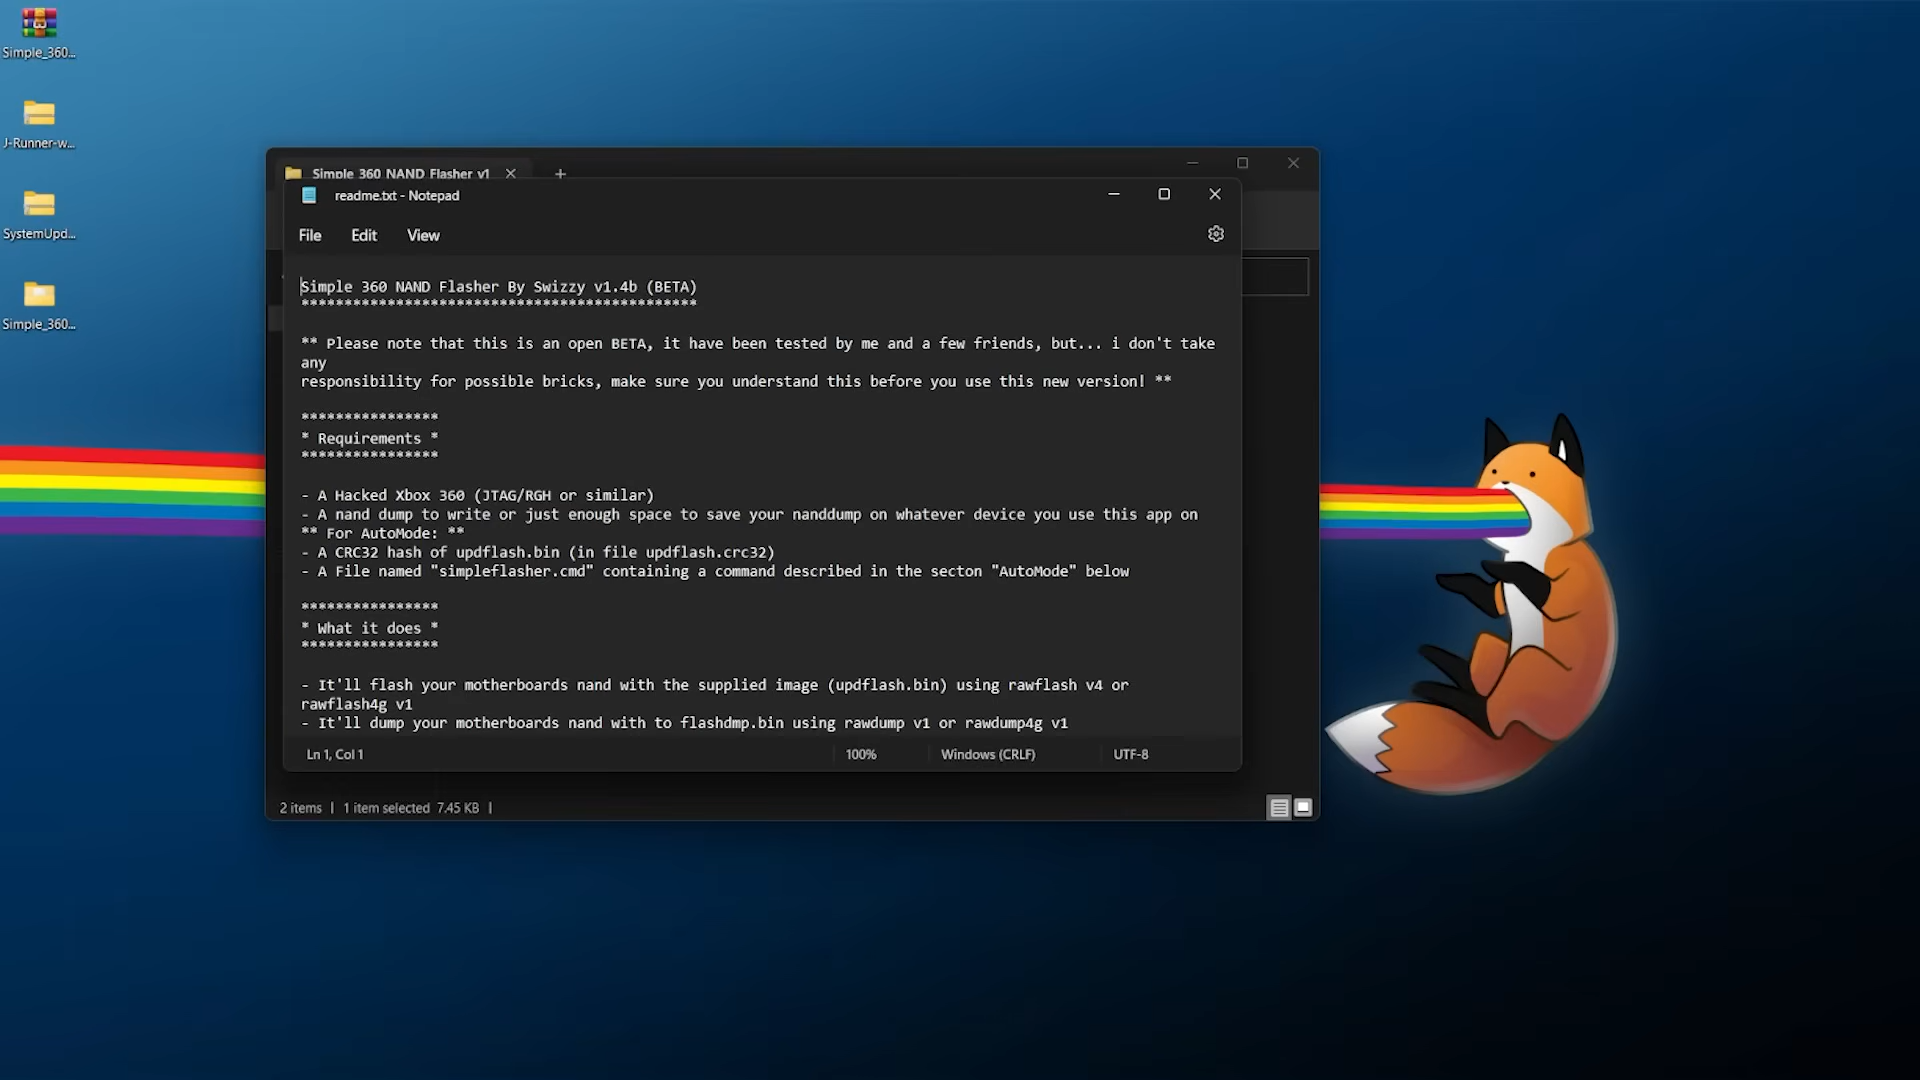 Simple_360...
J-Runner-w...
SystemUpd...
Simple_360...
Simple 360 NAND Flasher v1
readme.txt - Notepad
File Edit View
Simple 360 NAND Flasher By Swizzy v1.4b (BETA)
**********************************************
** Please note that this is an open BETA, it have been tested by me and a few friends, but... i don't take
any
responsibility for possible bricks, make sure you understand this before you use this new version! **
****************
* Requirements *
****************
- A Hacked Xbox 360 (JTAG/RGH or similar)
- A nand dump to write or just enough space to save your nanddump on whatever device you use this app on
** For AutoMode: **
- A CRC32 hash of updflash.bin (in file updflash.crc32)
- A File named "simpleflasher.cmd" containing a command described in the secton "AutoMode" below
****************
* What it does *
****************
- It'll flash your motherboards nand with the supplied image (updflash.bin) using rawflash v4 or
rawflash4g v1
- It'll dump your motherboards nand with to flashdmp.bin using rawdump v1 or rawdump4g v1
Ln 1, Col 1 100% Windows (CRLF) UTF-8
2 items | 1 item selected 7.45 KB |